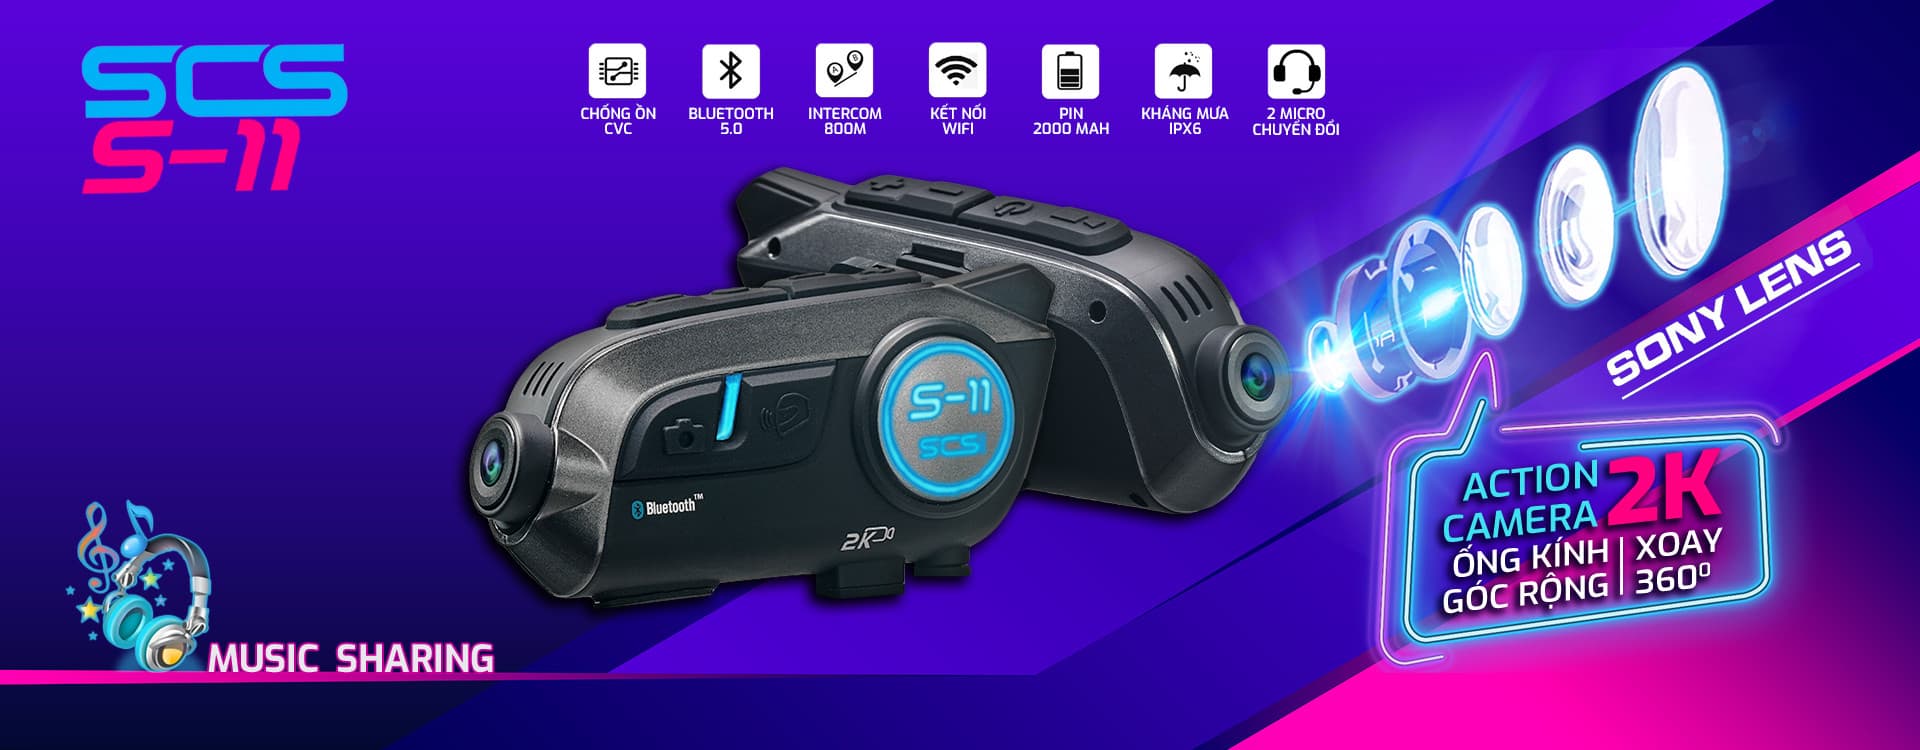 SCS
S-11
CHỐNG ỒN
CVC
BLUETOOTH
5.0
INTERCOM
800M
KẾT NỐI
WIFI
PIN
2000 MAH
KHÁNG MƯA
IPX6
2 MICRO
CHUYỂN ĐỔI
A
B
S-11
SCS
Bluetooth™
2K
SONY LENS
ACTION
CAMERA 2K
ỐNG KÍNH
GÓC RỘNG
XOAY
360⁰
MUSIC SHARING